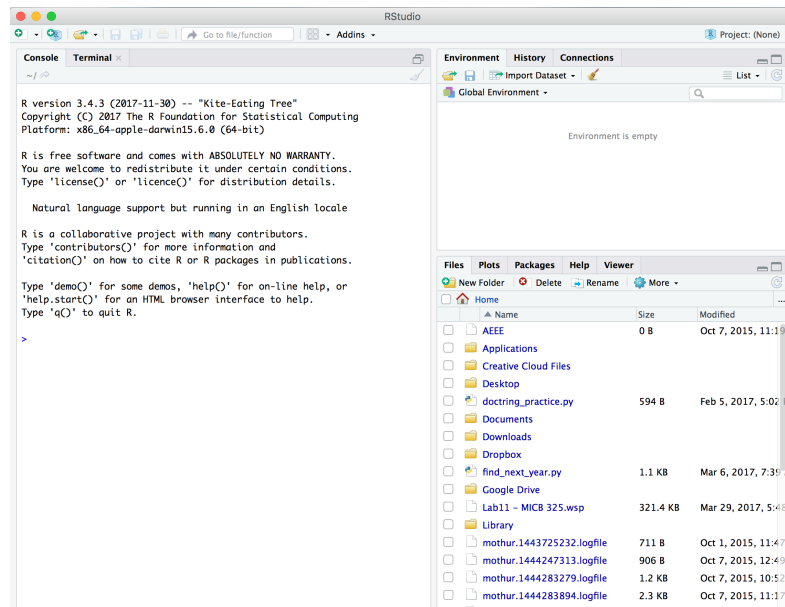 RStudio
Go to file/function Addins Project: (None)
Console Terminal
~/
R version 3.4.3 (2017-11-30) -- "Kite-Eating Tree"
Copyright (C) 2017 The R Foundation for Statistical Computing
Platform: x86_64-apple-darwin15.6.0 (64-bit)
R is free software and comes with ABSOLUTELY NO WARRANTY.
You are welcome to redistribute it under certain conditions.
Type 'license()' or 'licence()' for distribution details.
Natural language support but running in an English locale
R is a collaborative project with many contributors.
Type 'contributors()' for more information and
'citation()' on how to cite R or R packages in publications.
Type 'demo()' for some demos, 'help()' for on-line help, or
'help.start()' for an HTML browser interface to help.
Type 'q()' to quit R.
>
Environment History Connections
Import Dataset List
Global Environment
Environment is empty
Files Plots Packages Help Viewer
New Folder Delete Rename More
Home ...
Name Size Modified
AEEE 0 B Oct 7, 2015, 11:19
Applications
Creative Cloud Files
Desktop
doctring_practice.py 594 B Feb 5, 2017, 5:02
Documents
Downloads
Dropbox
find_next_year.py 1.1 KB Mar 6, 2017, 7:39
Google Drive
Lab11 - MICB 325.wsp 321.4 KB Mar 29, 2017, 5:48
Library
mothur.1443725232.logfile 711 B Oct 1, 2015, 11:47
mothur.1444247313.logfile 906 B Oct 7, 2015, 12:49
mothur.1444283279.logfile 1.2 KB Oct 7, 2015, 10:52
mothur.1444283894.logfile 2.3 KB Oct 7, 2015, 11:17